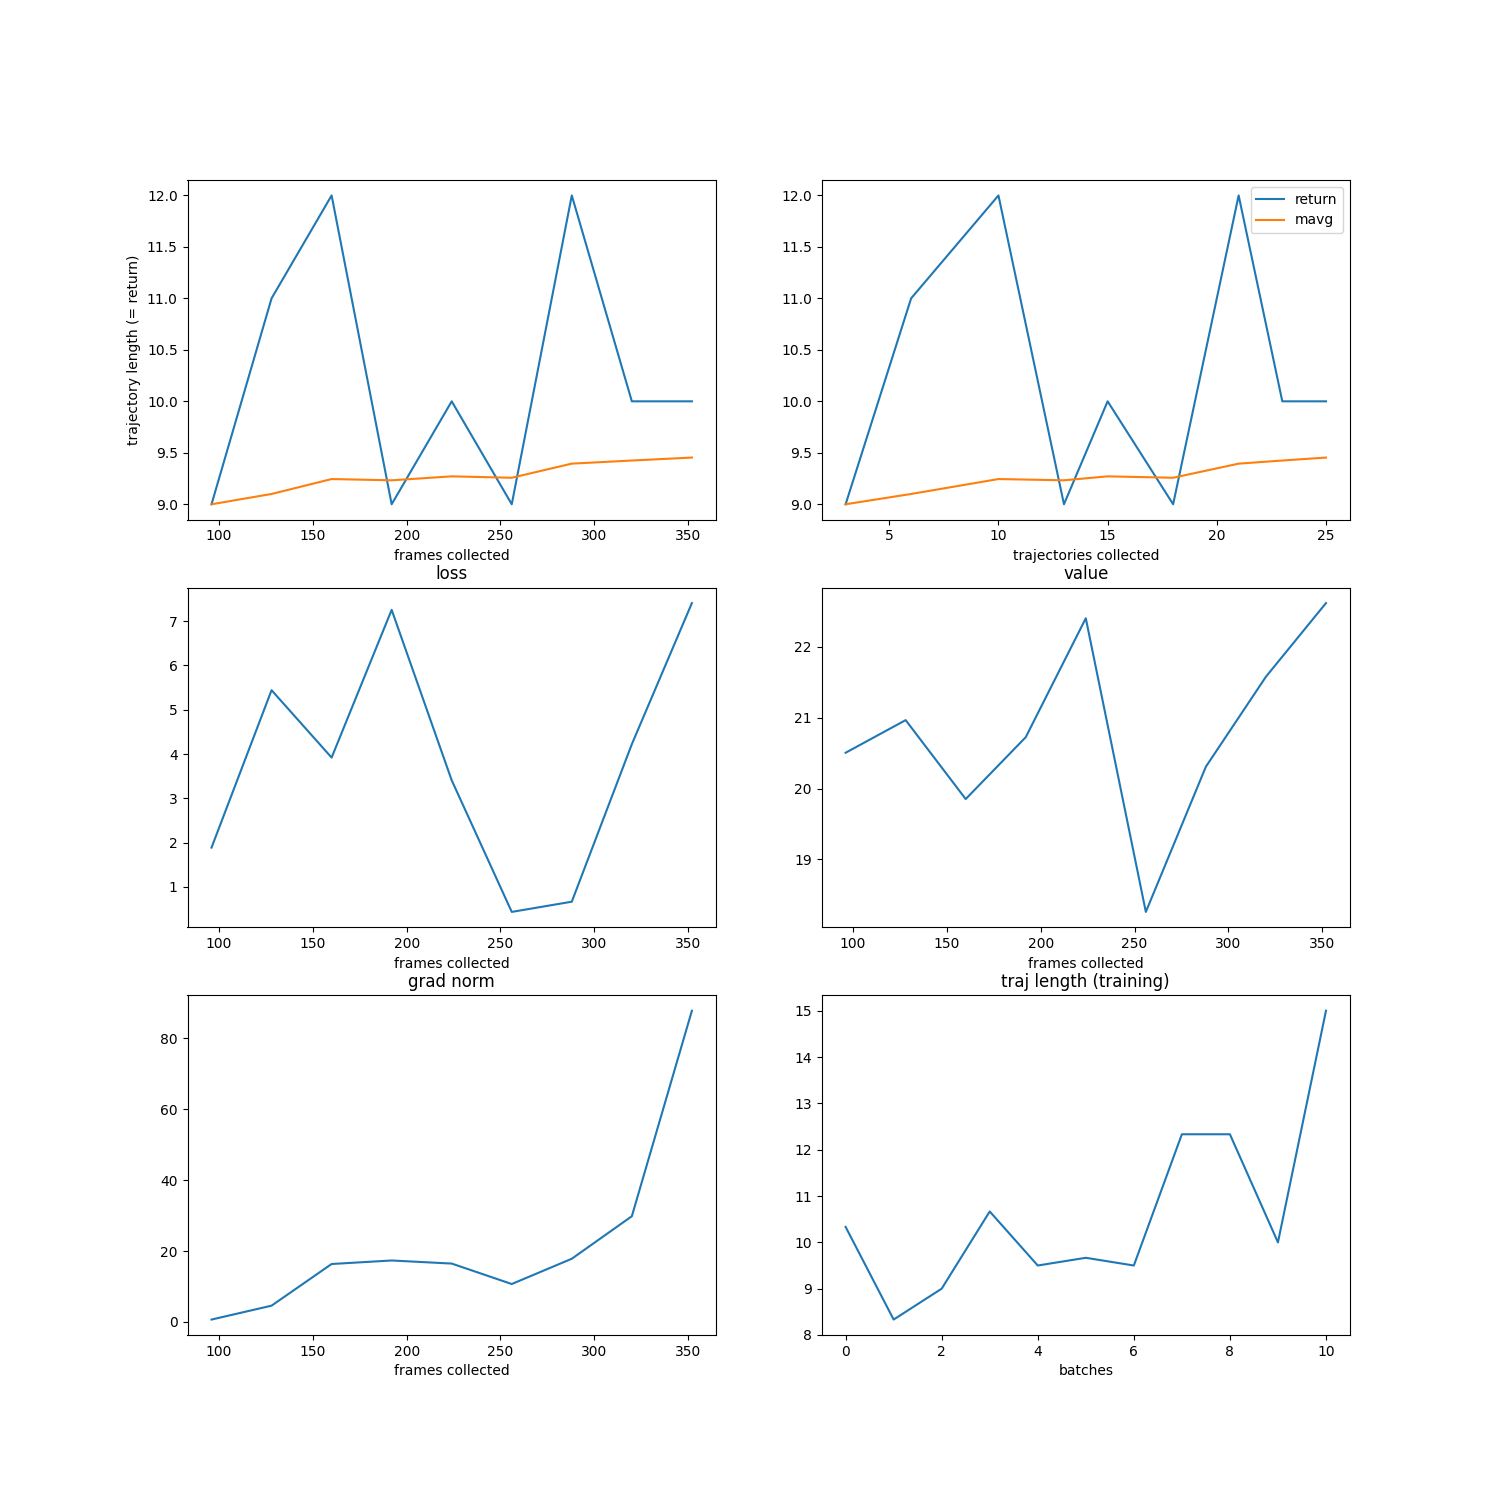 12.0
11.5
11.0
10.5
10.0
9.5
9.0
trajectory length (= return)
100 150 200 250 300 350
frames collected
12.0
11.5
11.0
10.5
10.0
9.5
9.0
return
mavg
5 10 15 20 25
trajectories collected
loss
7
6
5
4
3
2
1
100 150 200 250 300 350
frames collected
value
22
21
20
19
100 150 200 250 300 350
frames collected
grad norm
80
60
40
20
0
100 150 200 250 300 350
frames collected
traj length (training)
15
14
13
12
11
10
9
8
0 2 4 6 8 10
batches